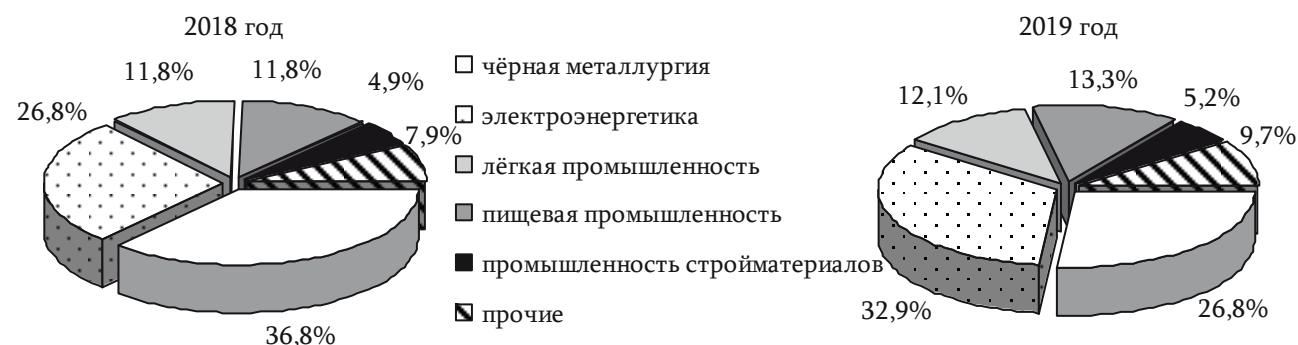 2018 год
11,8%
11,8%
4,9%
26,8%
7,9%
36,8%
чёрная металлургия
электроэнергетика
лёгкая промышленность
пищевая промышленность
промышленность стройматериалов
прочие
2019 год
13,3%
12,1%
5,2%
9,7%
32,9%
26,8%